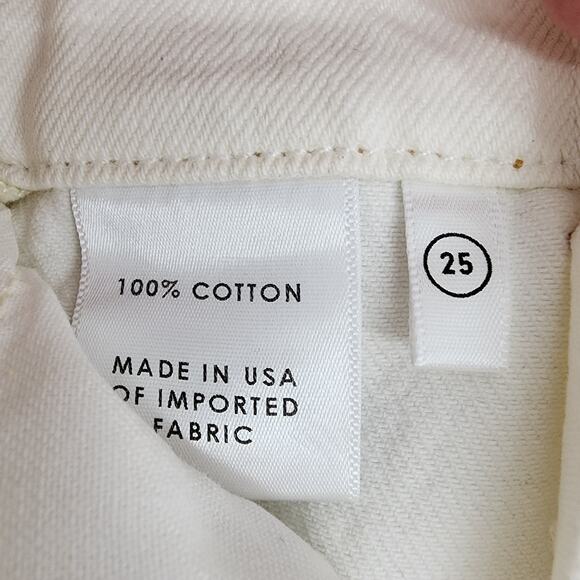 100% COTTON
MADE IN USA
OF IMPORTED
FABRIC
25